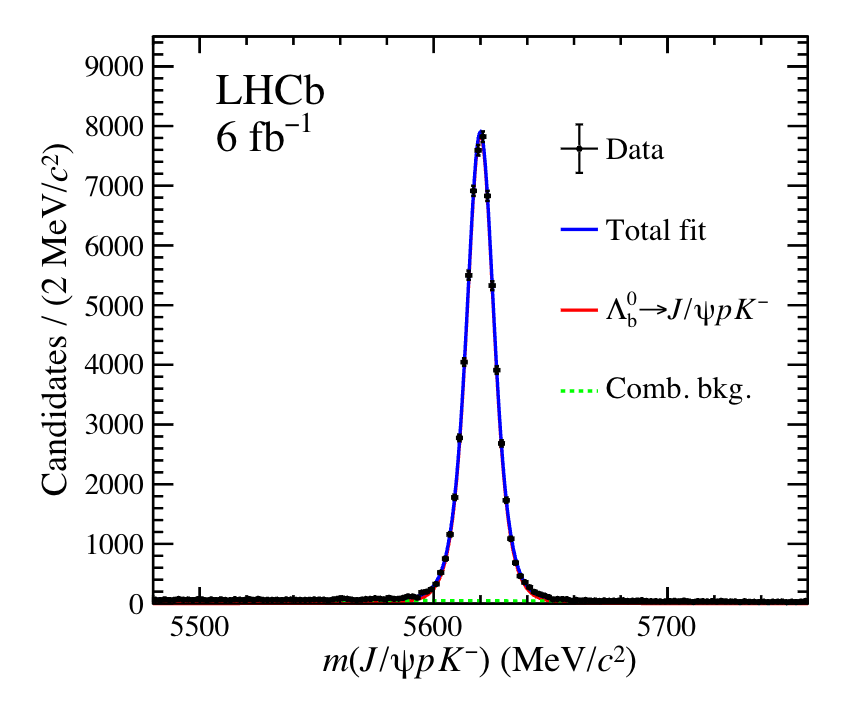 LHCb
6 fb⁻¹
Data
Total fit
Λ⁰_b→J/ψpK⁻
Comb. bkg.
Candidates / (2 MeV/c²)
9000
8000
7000
6000
5000
4000
3000
2000
1000
0
5500 5600 5700
m(J/ψpK⁻) (MeV/c²)